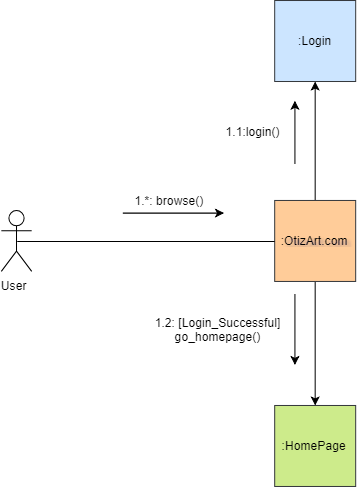 :Login
1.1:login()
1.*: browse()
:OtizArt.com
User
1.2: [Login_Successful]
go_homepage()
:HomePage